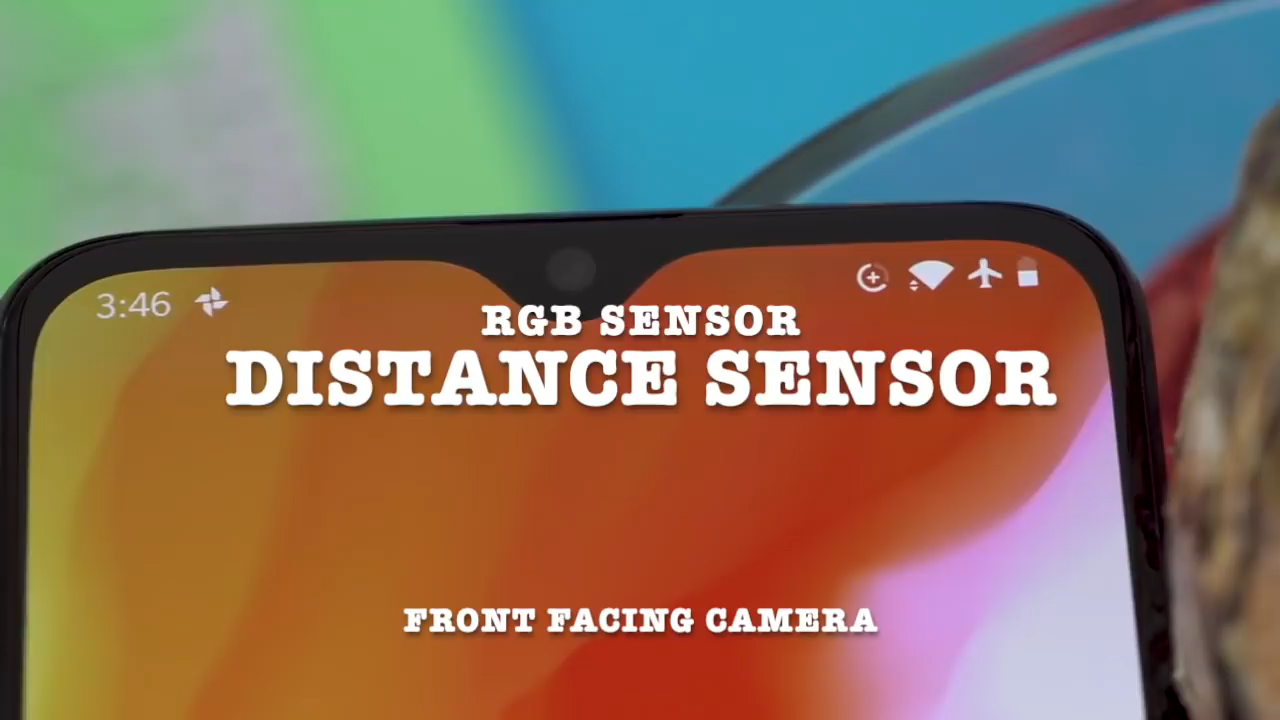 3:46
RGB SENSOR
DISTANCE SENSOR
FRONT FACING CAMERA